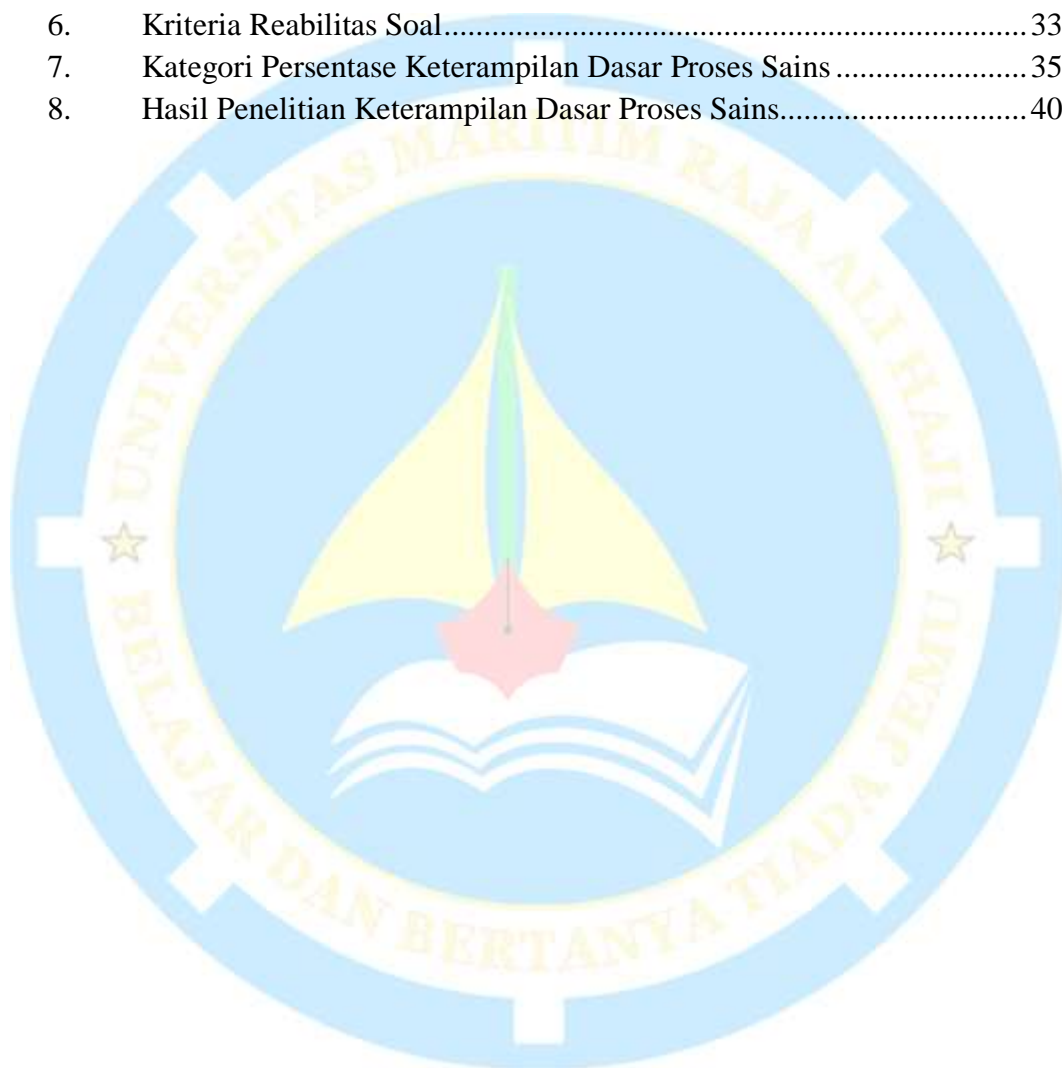 6. Kriteria Reabilitas Soal........................................................................ 33
7. Kategori Persentase Keterampilan Dasar Proses Sains ........................ 35
8. Hasil Penelitian Keterampilan Dasar Proses Sains............................... 40
UNIVERSITAS MARITIM RAJA ALI HAJI
BELAJAR DAN BERTANYA TIADA JEMU